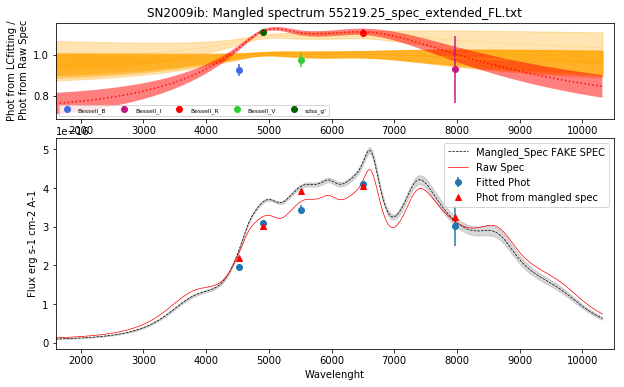 SN2009ib: Mangled spectrum 55219.25_spec_extended_FL.txt
Phot from LCfitting /
Phot from Raw Spec
1.0
0.8
Bessell_B Bessell_I Bessell_R Bessell_V sdss_g'
2000 3000 4000 5000 6000 7000 8000 9000 10000
1e−16
Flux erg s-1 cm-2 A-1
5
4
3
2
1
0
Mangled_Spec FAKE SPEC
Raw Spec
Fitted Phot
Phot from mangled spec
2000 3000 4000 5000 6000 7000 8000 9000 10000
Wavelenght